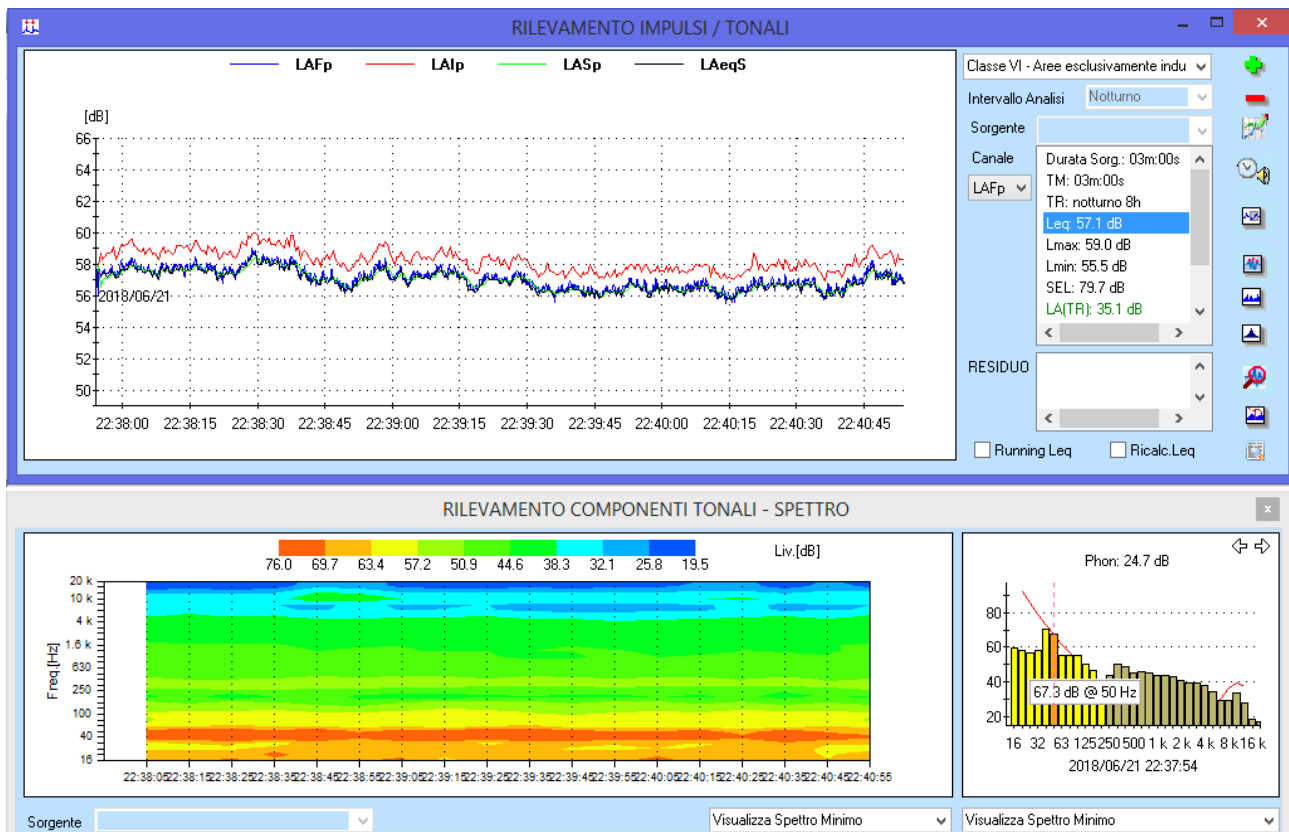 RILEVAMENTO IMPULSI / TONALI
LAFp LAIp LASp LAeqS
[dB]
66
64
62
60
58
56
54
52
50
2018/06/21
22:38:00 22:38:15 22:38:30 22:38:45 22:39:00 22:39:15 22:39:30 22:39:45 22:40:00 22:40:15 22:40:30 22:40:45
Classe VI - Aree esclusivamente indu
Intervallo Analisi Notturno
Sorgente
Canale
LAFp
Durata Sorg.: 03m:00s
TM: 03m:00s
TR: notturno 8h
Leq: 57.1 dB
Lmax: 59.0 dB
Lmin: 55.5 dB
SEL: 79.7 dB
LA(TR): 35.1 dB
RESIDUO
Running Leq Ricalc.Leq
RILEVAMENTO COMPONENTI TONALI - SPETTRO
76.0 69.7 63.4 57.2 50.9 44.6 38.3 32.1 25.8 19.5
Liv.[dB]
Freq.[Hz]
20 k
10 k
4 k
1.6 k
630
250
100
40
16
22:38:05 22:38:15 22:38:25 22:38:35 22:38:45 22:38:55 22:39:05 22:39:15 22:39:25 22:39:35 22:39:45 22:39:55 22:40:05 22:40:15 22:40:25 22:40:35 22:40:45 22:40:55
Phon: 24.7 dB
80
60
40
20
67.3 dB @ 50 Hz
16 32 63 125 250 500 1 k 2 k 4 k 8 k 16 k
2018/06/21 22:37:54
Sorgente
Visualizza Spettro Minimo
Visualizza Spettro Minimo